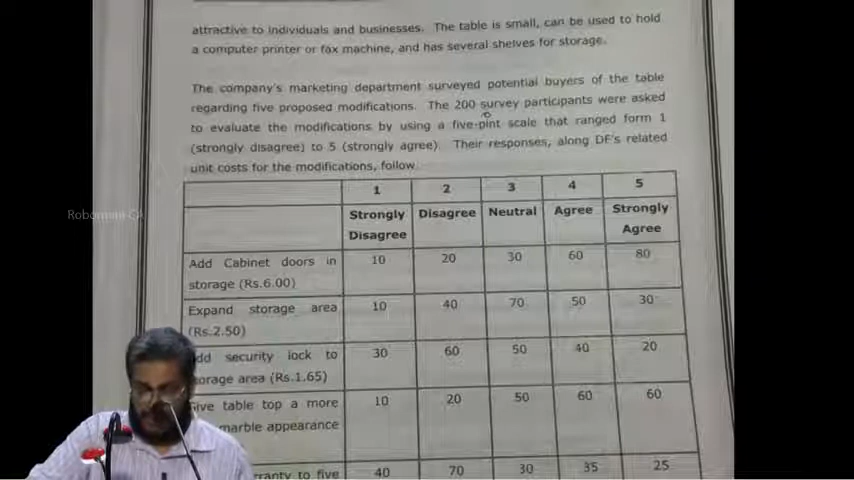 attractive to individuals and businesses. The table is small, can be used to hold
a computer printer or fax machine, and has several shelves for storage.
The company's marketing department surveyed potential buyers of the table
regarding five proposed modifications. The 200 survey participants were asked
to evaluate the modifications by using a five-pint scale that ranged form 1
(strongly disagree) to 5 (strongly agree). Their responses, along DF's related
unit costs for the modifications, follow
1 2 3 4 5
Strongly Disagree Disagree Neutral Agree Strongly Agree
Add Cabinet doors in storage (Rs.6.00) 10 20 30 60 80
Expand storage area (Rs.2.50) 10 40 70 50 30
security lock to area (Rs.1.65) 30 60 50 40 20
table top a more marble appearance 10 20 50 60 60
to five 40 70 30 35 25